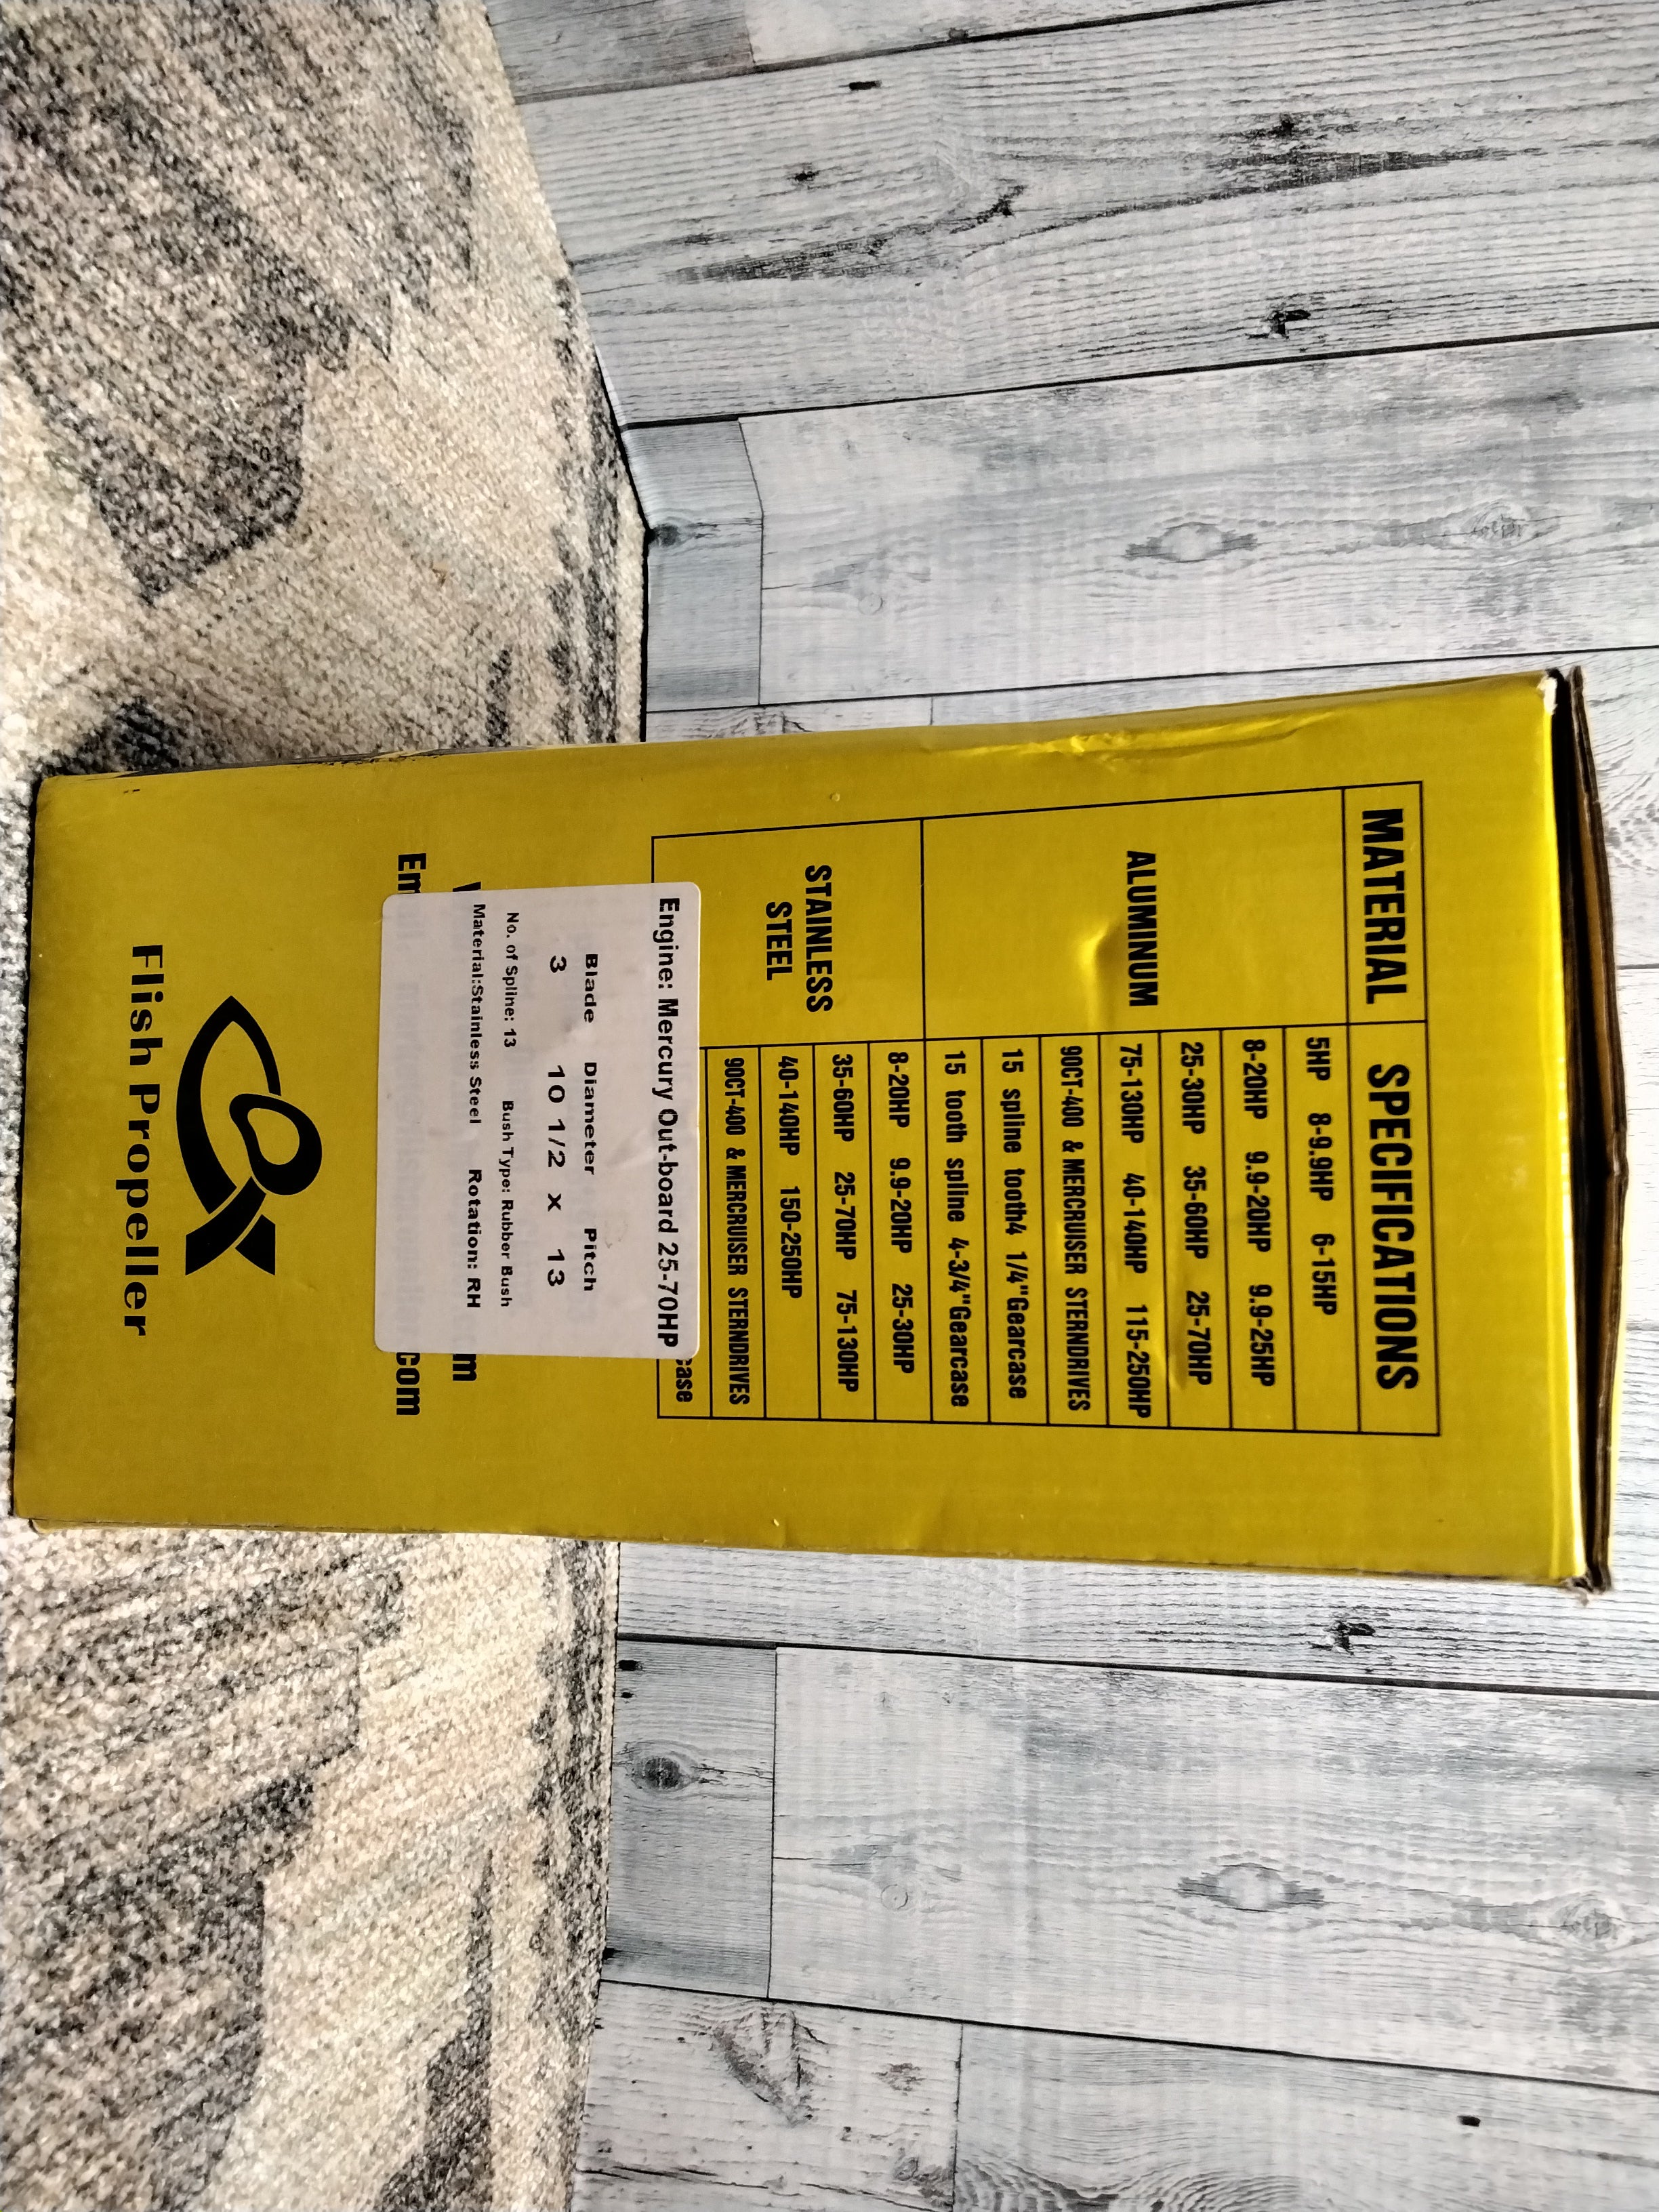 MATERIAL SPECIFICATIONS
ALUMINUM
5HP 8-9.9HP 6-15HP
8-20HP 9.9-20HP 9.9-25HP
25-30HP 35-60HP 25-70HP
75-130HP 40-140HP 115-250HP
90CT-400 & MERCRUISER STERNDRIVES
15 spline tooth4 1/4"Gearcase
15 tooth spline 4-3/4"Gearcase
STAINLESS
STEEL
8-20HP 9.9-20HP 25-30HP
35-60HP 25-70HP 75-130HP
40-140HP 150-250HP
90CT-400 & MERCRUISER STERNDRIVES
case
Engine: Mercury Out-board 25-70HP
Blade Diameter Pitch
3 10 1/2 x 13
No. of Spline: 13 Bush Type: Rubber Bush
Material:Stainless Steel Rotation: RH
m
Em com
Flish Propeller